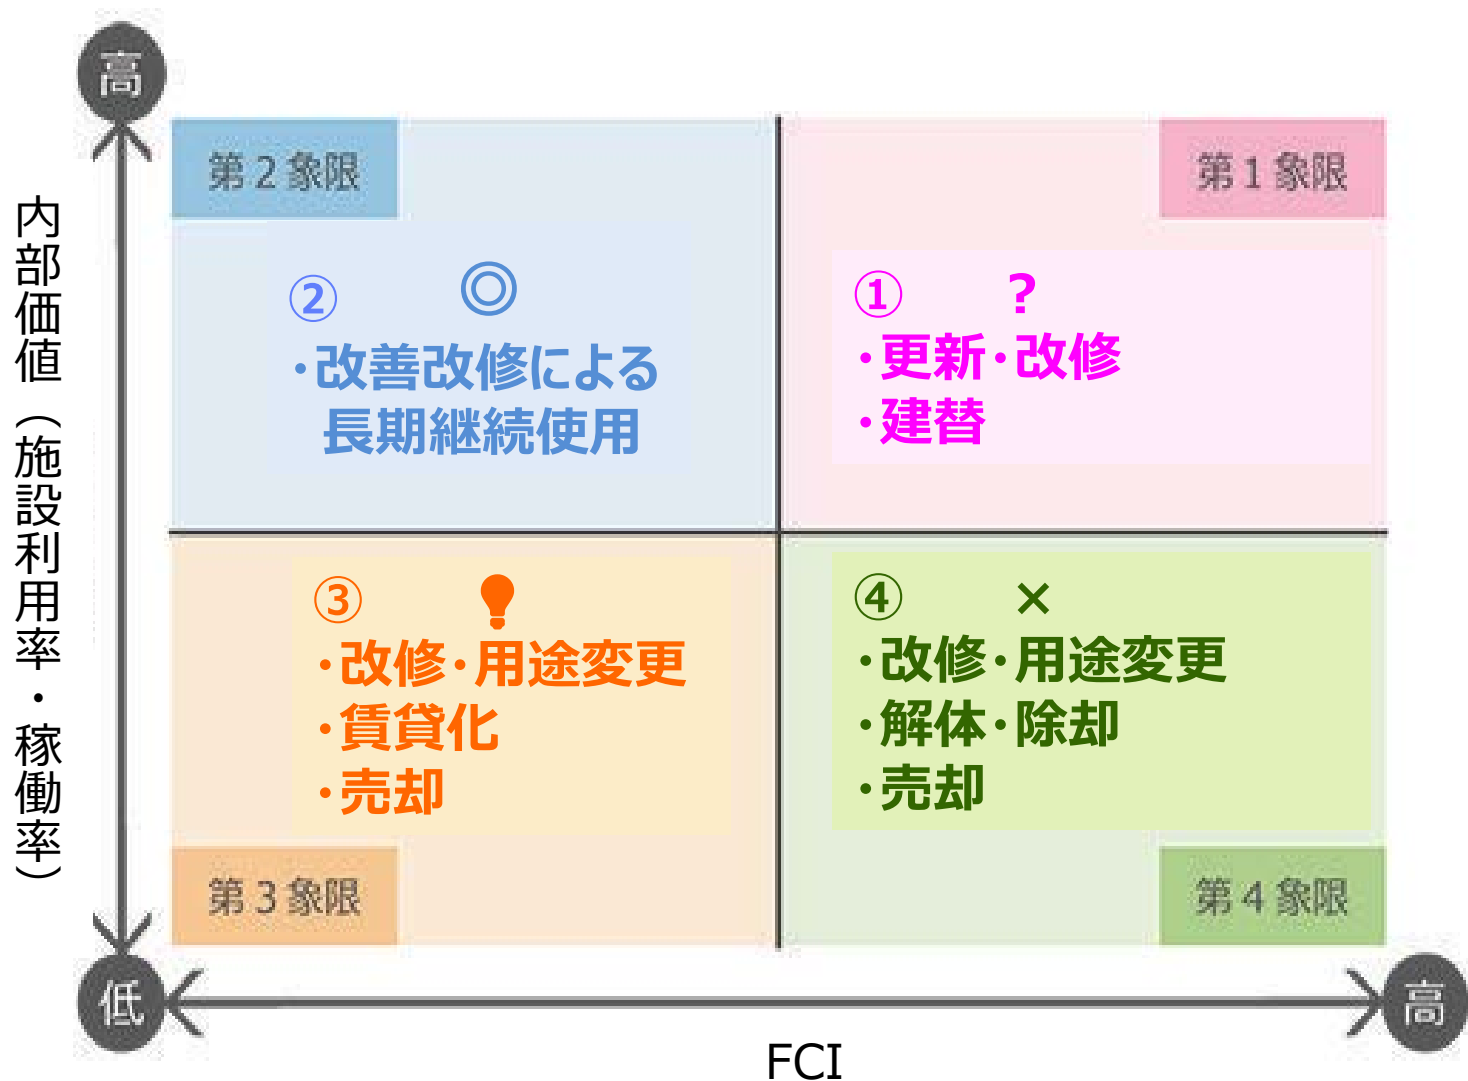 高
内部価値（施設利用率・稼働率）
第2象限
② ◎
・改善改修による
長期継続使用
第1象限
① ?
・更新・改修
・建替
③
・改修・用途変更
・賃貸化
・売却
第3象限
④ ×
・改修・用途変更
・解体・除却
・売却
第4象限
低
高
FCI